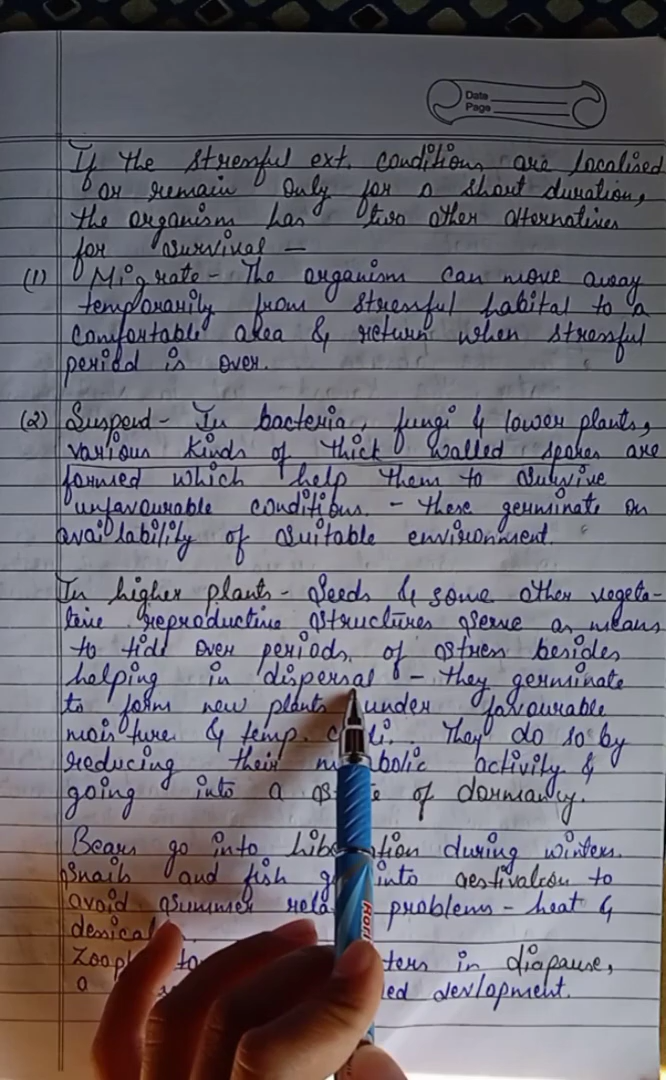 Data
Page
If the stressful ext. conditions are localised
or remain only for a short duration,
the organism has two other alternatives
for survival -
(1) Migrate - The organism can move away
temporarily from stressful habital to a
comfortable area & return when stressful
period is over.
(2) Suspend - In bacteria, fungi & lower plants,
various kinds of thick walled spores are
formed which help them to survive
unfavourable conditions. - these germinate on
availability of suitable environment.
In higher plants - Seeds & some other vegeta-
tive reproductive structures serve as means
to tide over periods of stress besides
helping in dispersal - they germinate
to form new plants under favourable
moisture & temp. They do so by
reducing their activity &
going into a of dormancy.
Bears go into during winters.
Snails and fish into aestivation to
avoid summer problems - heat &
in diapause,
a devlopment.
Rori